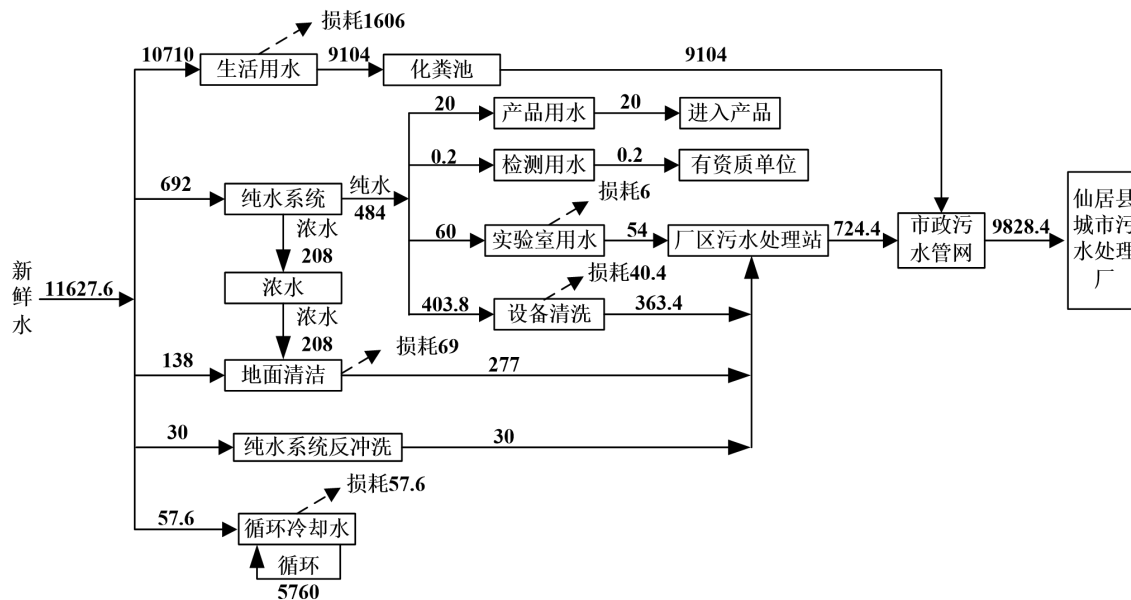 损耗1606
10710
生活用水
9104
化粪池
9104
20
产品用水
20
进入产品
0.2
检测用水
0.2
有资质单位
692
纯水系统
纯水
484
损耗6
60
实验室用水
54
厂区污水处理站
724.4
市政污
水管网
9828.4
仙居县
城市污
水处理
厂
浓水
208
浓水
浓水
208
新
鲜
水
11627.6
损耗40.4
403.8
设备清洗
363.4
损耗69
138
地面清洁
277
30
纯水系统反冲洗
30
损耗57.6
57.6
循环冷却水
循环
5760